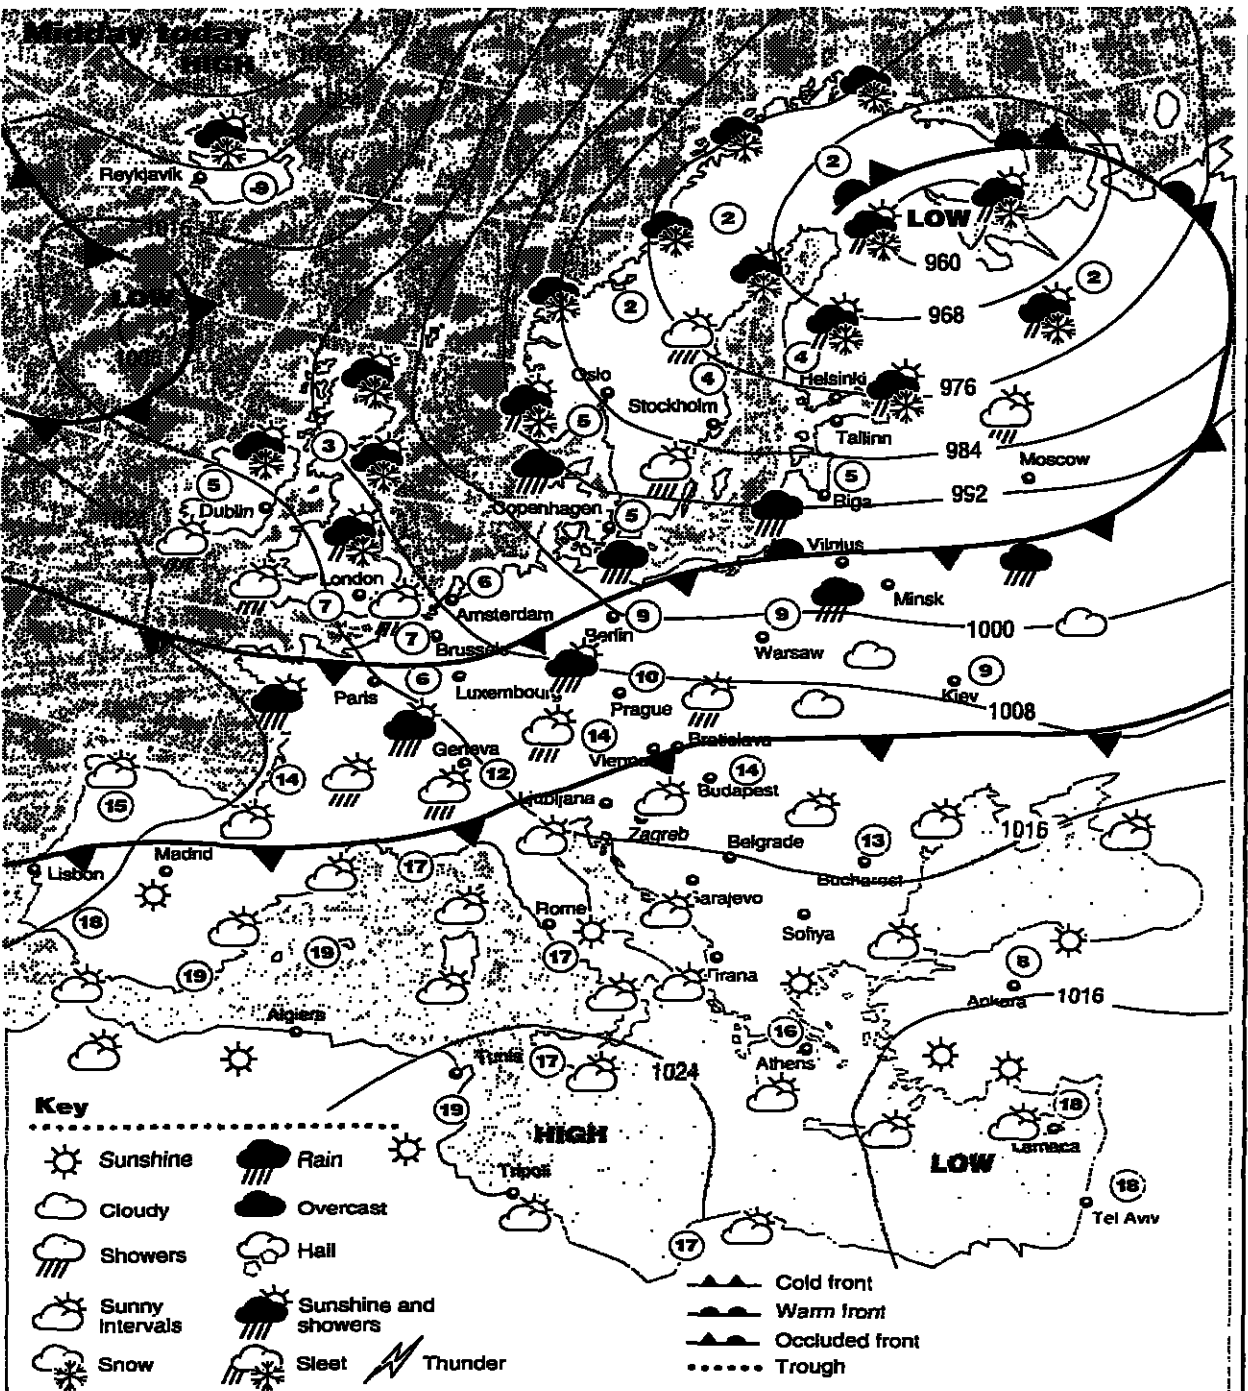 Midday today
HIGH
Reykjavik
-9
1016
LOW
1008
2
LOW
960
2
2
2
968
4
Helsinki
976
Oslo
4
Stockholm
5
Tallinn
984
Moscow
3
5
Dublin
5
Riga
992
Copenhagen
5
Vilnius
London
6
Minsk
7
Amsterdam
9
Berlin
9
1000
7
Brussels
Warsaw
9
Kiev
Paris
6
Luxembourg
10
Prague
1008
14
Vienna
Bratislava
Geneva
12
14
Budapest
14
15
Ljubljana
Zagreb
Belgrade
13
Bucharest
1016
Madrid
Lisbon
17
Sarajevo
18
Rome
Sofiya
19
19
17
Tirana
8
Ankara
1016
Algiers
16
Athens
Tunis
17
1024
19
HIGH
18
Larnaca
LOW
Tripoli
18
Tel Aviv
17
Key
Sunshine
Rain
Cloudy
Overcast
Showers
Hail
Sunny
Intervals
Sunshine and
showers
Snow
Sleet
Thunder
Cold front
Warm front
Occluded front
Trough